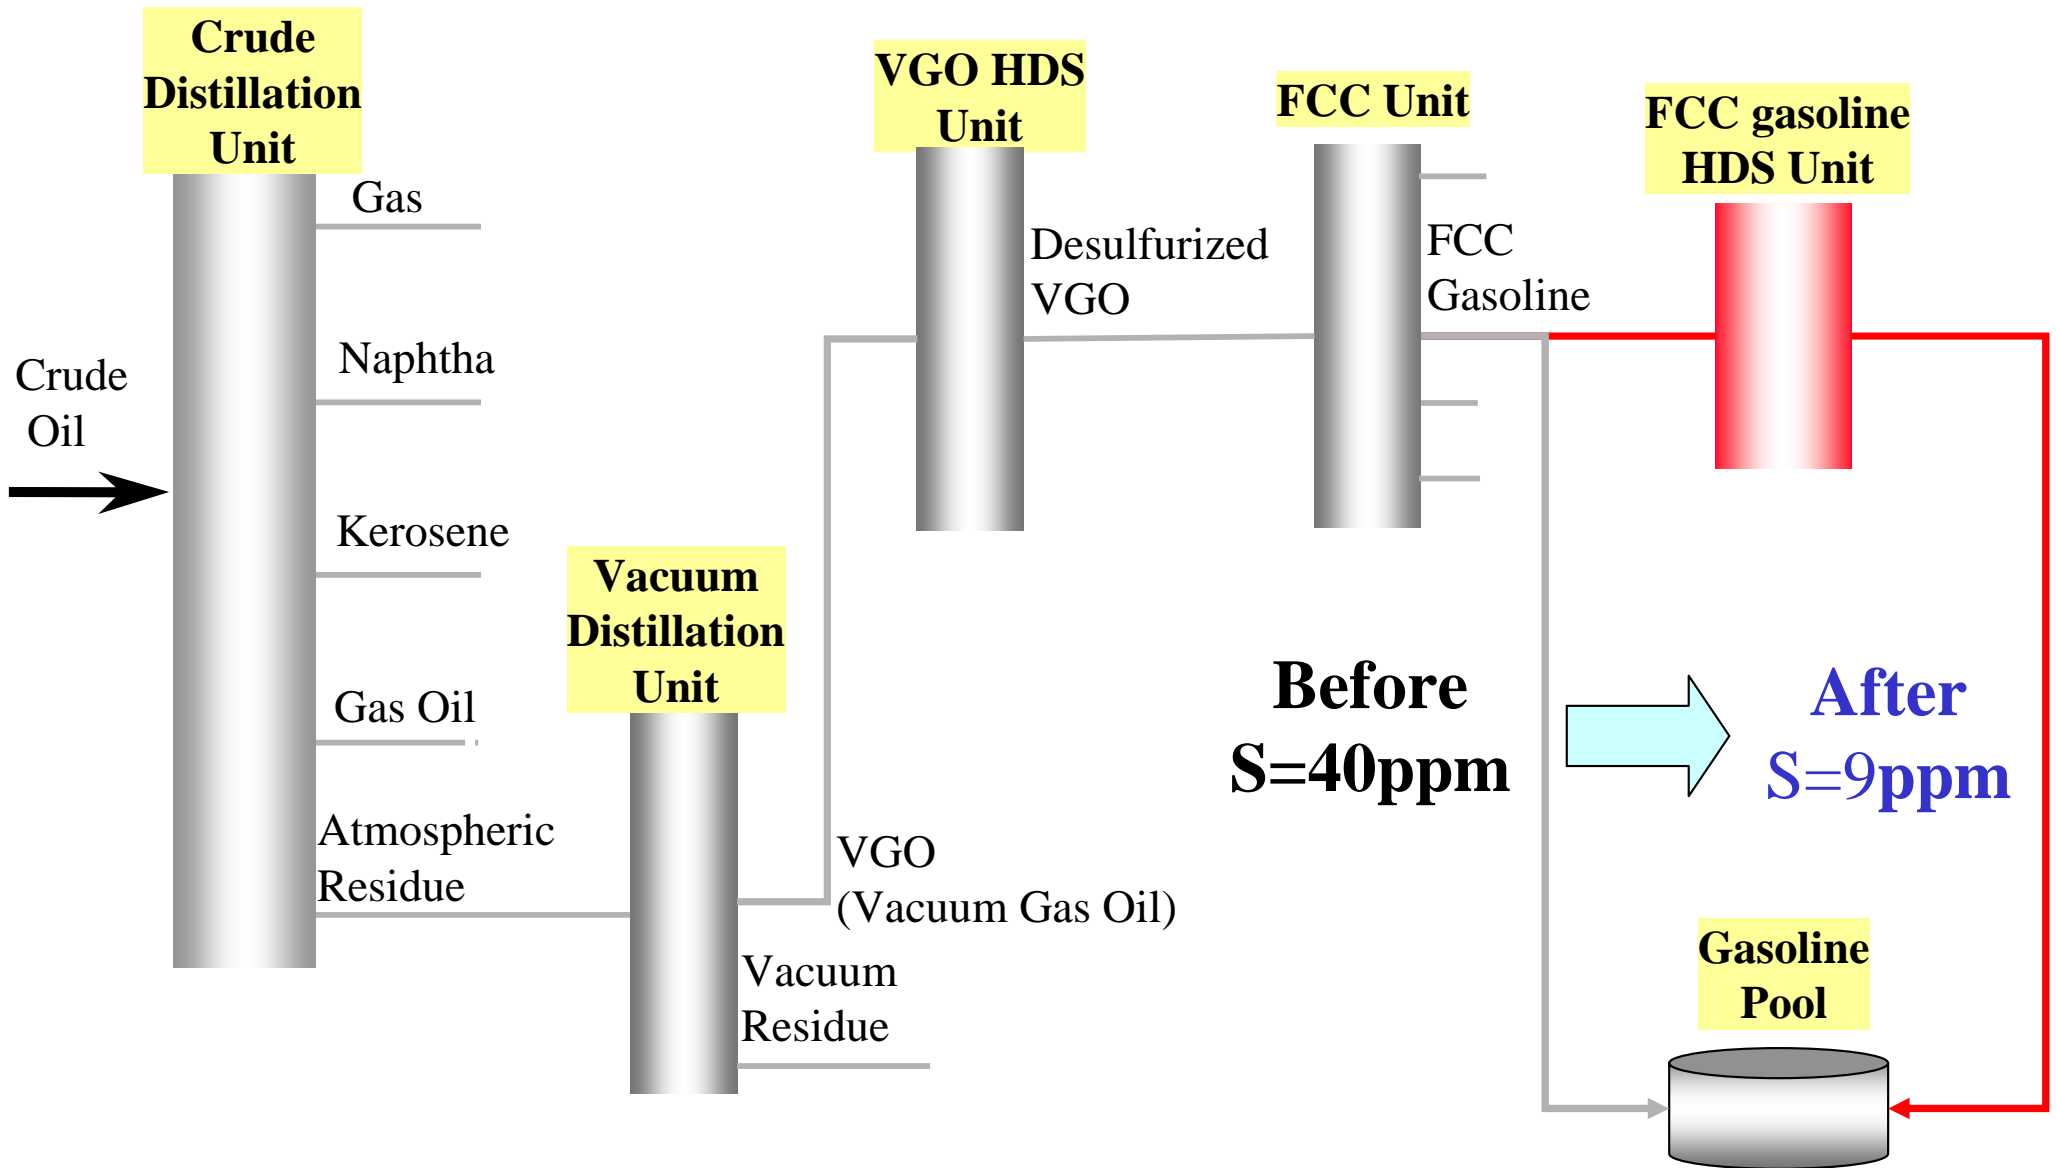 Crude
Distillation
Unit
Gas
Naphtha
Crude
Oil
Kerosene
Gas Oil
Atmospheric
Residue
Vacuum
Distillation
Unit
VGO
(Vacuum Gas Oil)
Vacuum
Residue
VGO HDS
Unit
Desulfurized
VGO
FCC Unit
FCC
Gasoline
FCC gasoline
HDS Unit
Before
S=40ppm
After
S=9ppm
Gasoline
Pool